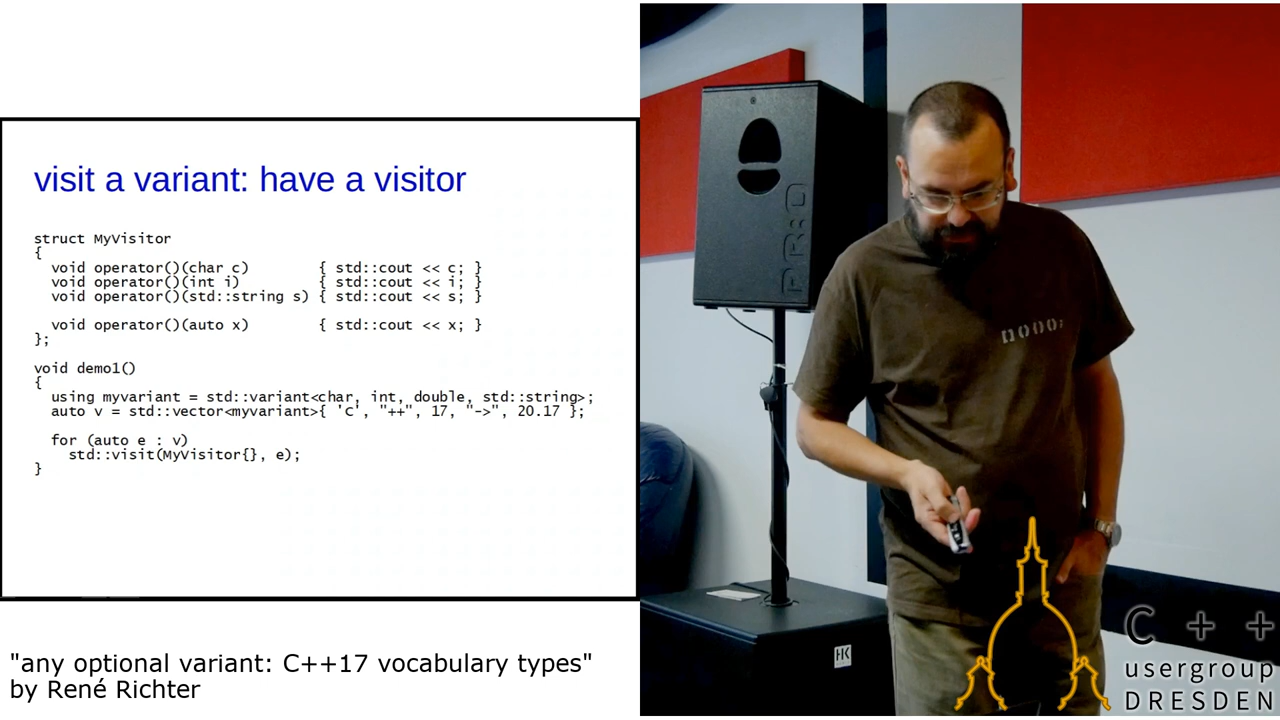 visit a variant: have a visitor
struct MyVisitor
{
  void operator()(char c)        { std::cout << c; }
  void operator()(int i)         { std::cout << i; }
  void operator()(std::string s) { std::cout << s; }
  void operator()(auto x)        { std::cout << x; }
};
void demo1()
{
  using myvariant = std::variant<char, int, double, std::string>;
  auto v = std::vector<myvariant>{ 'C', "++", 17, "->", 20.17 };
  for (auto e : v)
    std::visit(MyVisitor{}, e);
}
"any optional variant: C++17 vocabulary types"
by René Richter
PR:O
HK
C + +
usergroup
DRESDEN